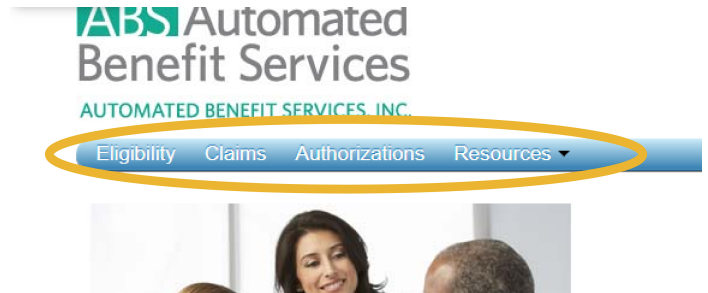 ABS Automated
Benefit Services
AUTOMATED BENEFIT SERVICES, INC.
Eligibility Claims Authorizations Resources